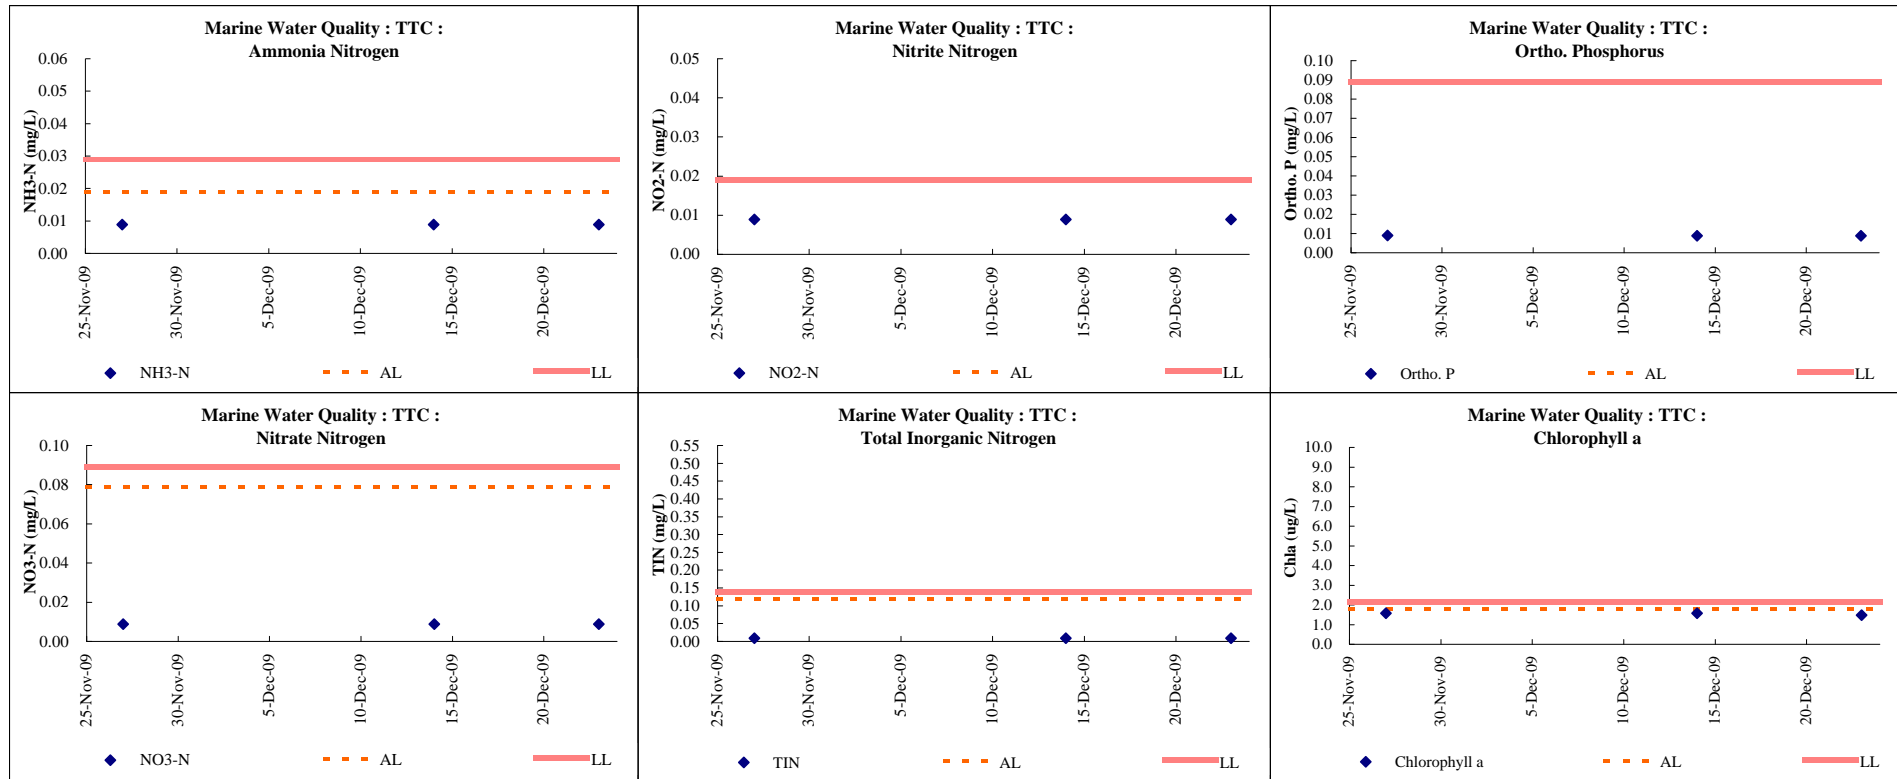 Marine Water Quality : TTC :
Ammonia Nitrogen
0.06
0.05
0.04
0.03
0.02
0.01
0.00
NH3-N (mg/L)
25-Nov-09
30-Nov-09
5-Dec-09
10-Dec-09
15-Dec-09
20-Dec-09
NH3-N AL LL
Marine Water Quality : TTC :
Nitrite Nitrogen
0.05
0.04
0.03
0.02
0.01
0.00
NO2-N (mg/L)
25-Nov-09
30-Nov-09
5-Dec-09
10-Dec-09
15-Dec-09
20-Dec-09
NO2-N AL LL
Marine Water Quality : TTC :
Ortho. Phosphorus
0.10
0.09
0.08
0.07
0.06
0.05
0.04
0.03
0.02
0.01
0.00
Ortho. P (mg/L)
25-Nov-09
30-Nov-09
5-Dec-09
10-Dec-09
15-Dec-09
20-Dec-09
Ortho. P AL LL
Marine Water Quality : TTC :
Nitrate Nitrogen
0.10
0.08
0.06
0.04
0.02
0.00
NO3-N (mg/L)
25-Nov-09
30-Nov-09
5-Dec-09
10-Dec-09
15-Dec-09
20-Dec-09
NO3-N AL LL
Marine Water Quality : TTC :
Total Inorganic Nitrogen
0.55
0.50
0.45
0.40
0.35
0.30
0.25
0.20
0.15
0.10
0.05
0.00
TIN (mg/L)
25-Nov-09
30-Nov-09
5-Dec-09
10-Dec-09
15-Dec-09
20-Dec-09
TIN AL LL
Marine Water Quality : TTC :
Chlorophyll a
10.0
9.0
8.0
7.0
6.0
5.0
4.0
3.0
2.0
1.0
0.0
Chla (ug/L)
25-Nov-09
30-Nov-09
5-Dec-09
10-Dec-09
15-Dec-09
20-Dec-09
Chlorophyll a AL LL